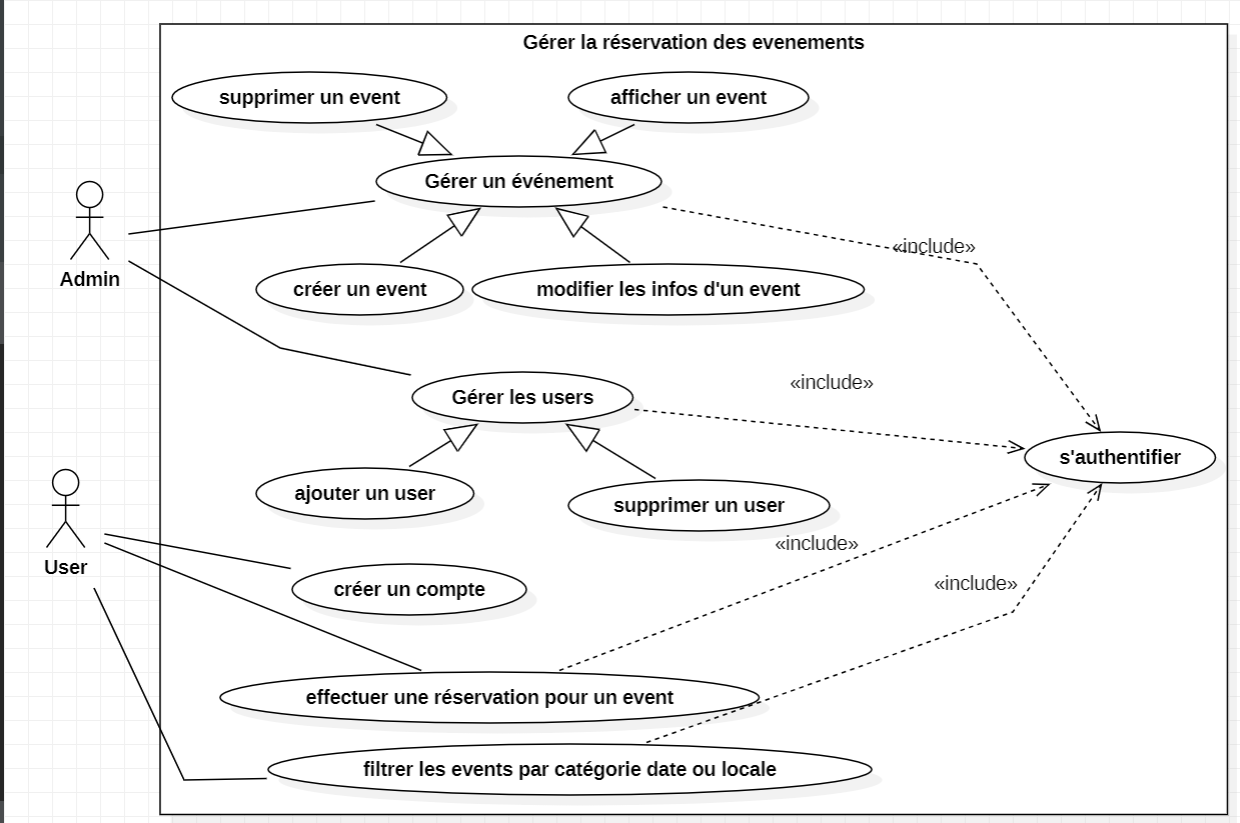 Gérer la réservation des evenements
supprimer un event
afficher un event
Gérer un événement
«include»
Admin
créer un event
modifier les infos d'un event
«include»
Gérer les users
s'authentifier
ajouter un user
supprimer un user
«include»
User
«include»
créer un compte
effectuer une réservation pour un event
filtrer les events par catégorie date ou locale